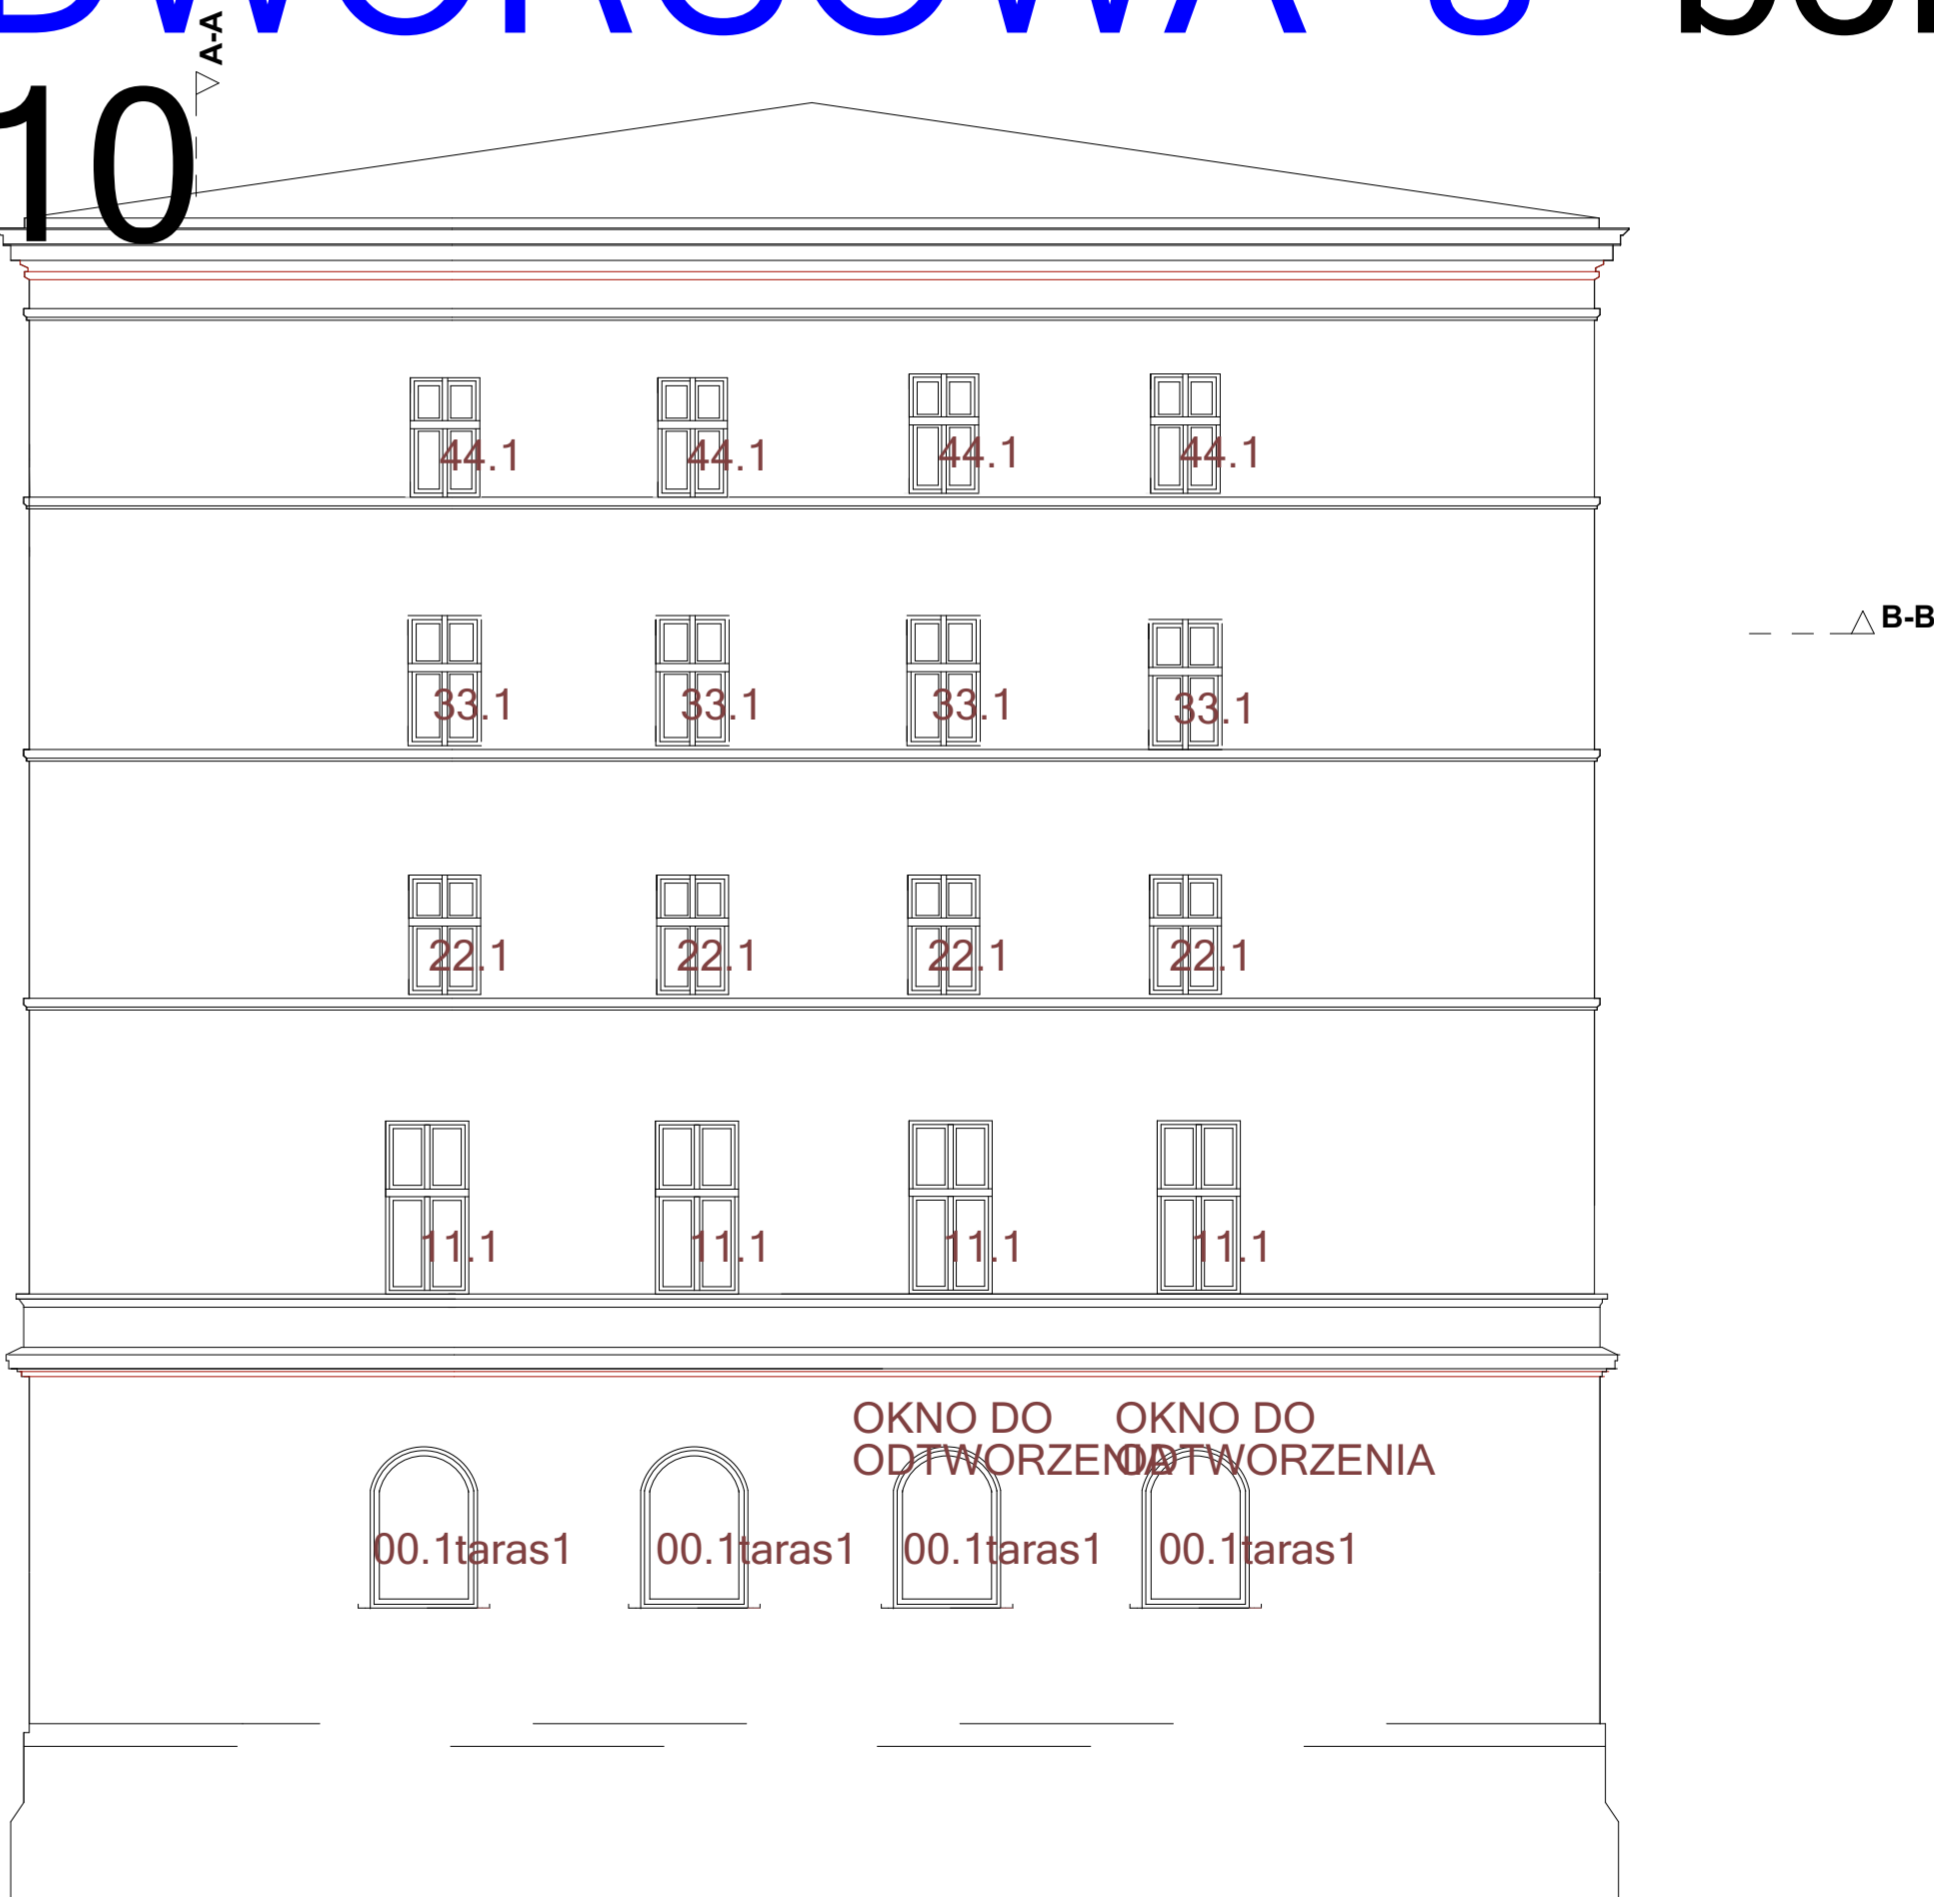 A-A
10
44.1 44.1 44.1 44.1
B-B
33.1 33.1 33.1 33.1
22.1 22.1 22.1 22.1
11.1 11.1 11.1 11.1
OKNO DO OKNO DO
ODTWORZENIA ODTWORZENIA
00.1taras1 00.1taras1 00.1taras1 00.1taras1